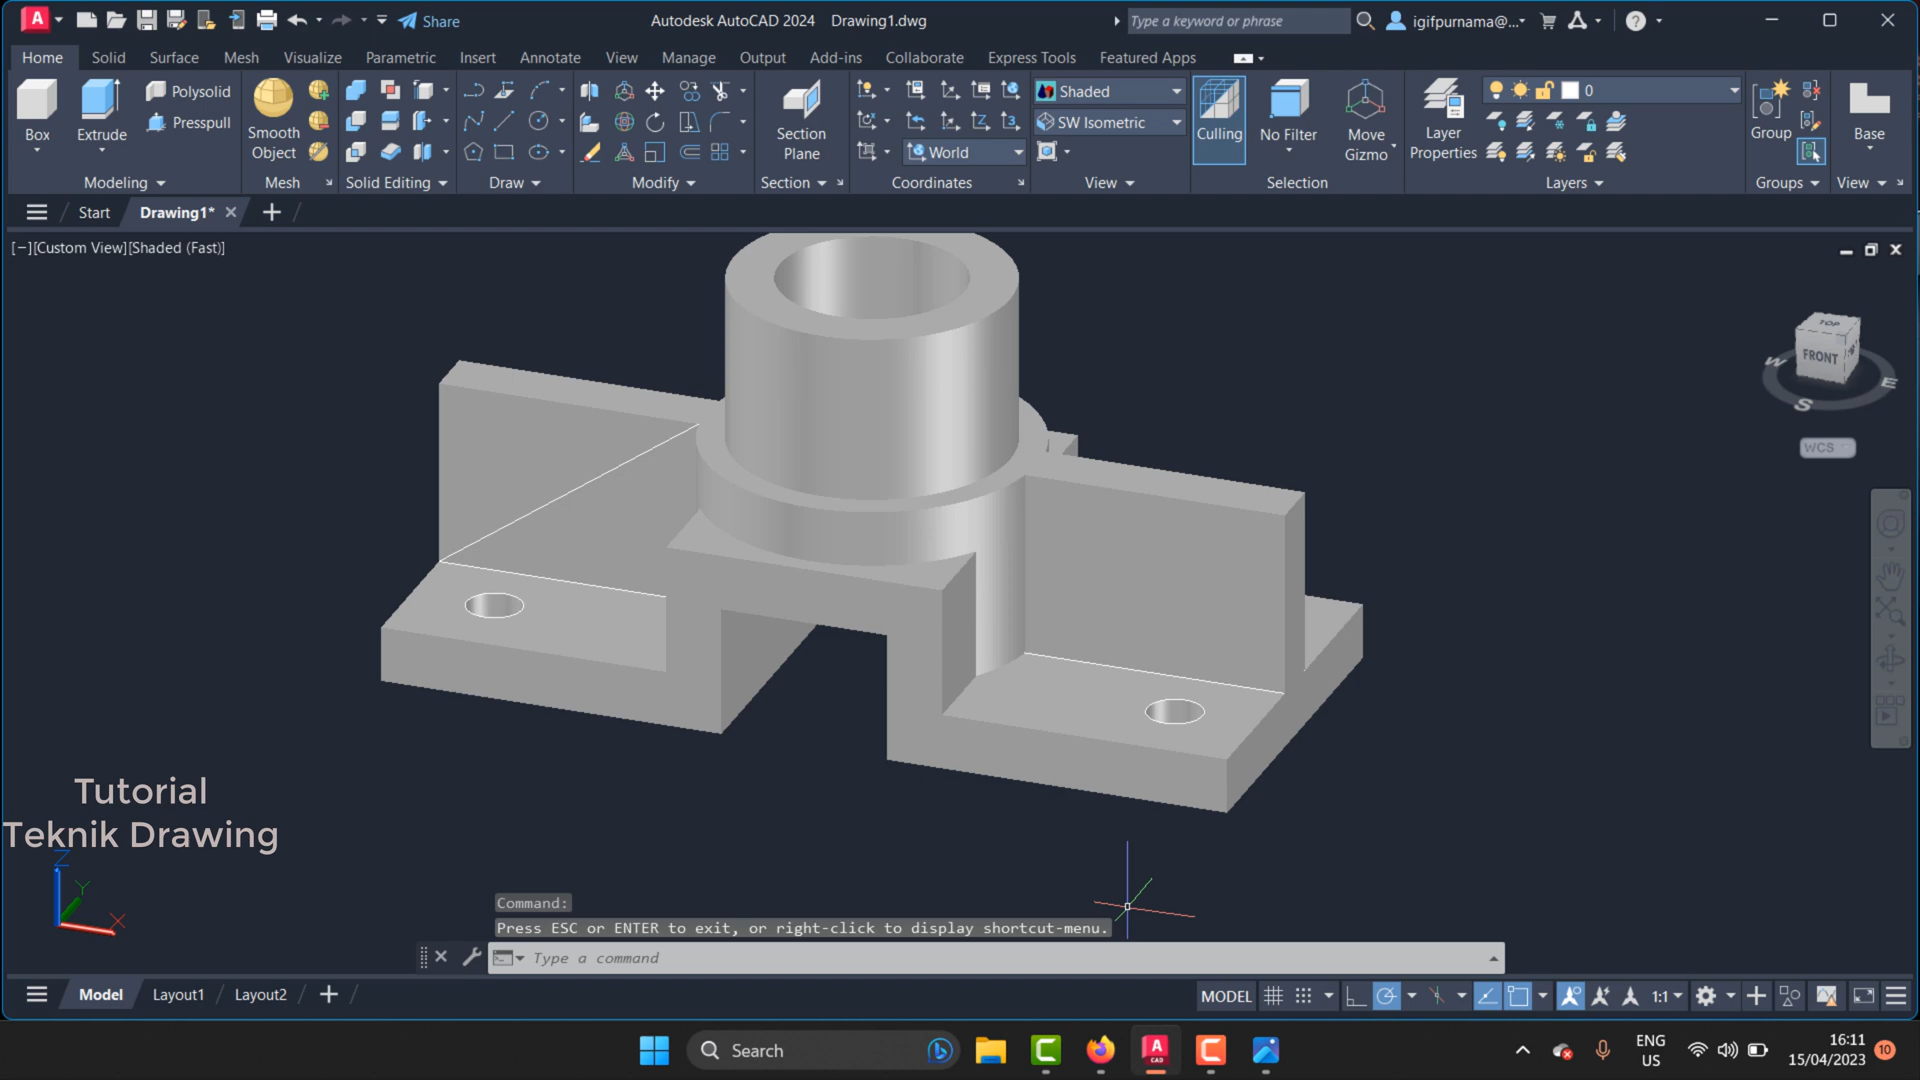 Share
Autodesk AutoCAD 2024 Drawing1.dwg
Type a keyword or phrase
igifpurnama@...
Home Solid Surface Mesh Visualize Parametric Insert Annotate View Manage Output Add-ins Collaborate Express Tools Featured Apps
Box
Extrude
Polysolid
Presspull
Smooth
Object
Section
Plane
World
Shaded
SW Isometric
Culling
No Filter
Move
Gizmo
Layer
Properties
0
Group
Base
Modeling Mesh Solid Editing Draw Modify Section Coordinates View Selection Layers Groups View
Start Drawing1*
[−][Custom View][Shaded (Fast)]
TOP
FRONT
W
S
E
WCS
Tutorial
Teknik Drawing
Z
Y
X
Command:
Press ESC or ENTER to exit, or right-click to display shortcut-menu.
Type a command
Model Layout1 Layout2
MODEL
1:1
Search
ENG
US
16:11
15/04/2023
10